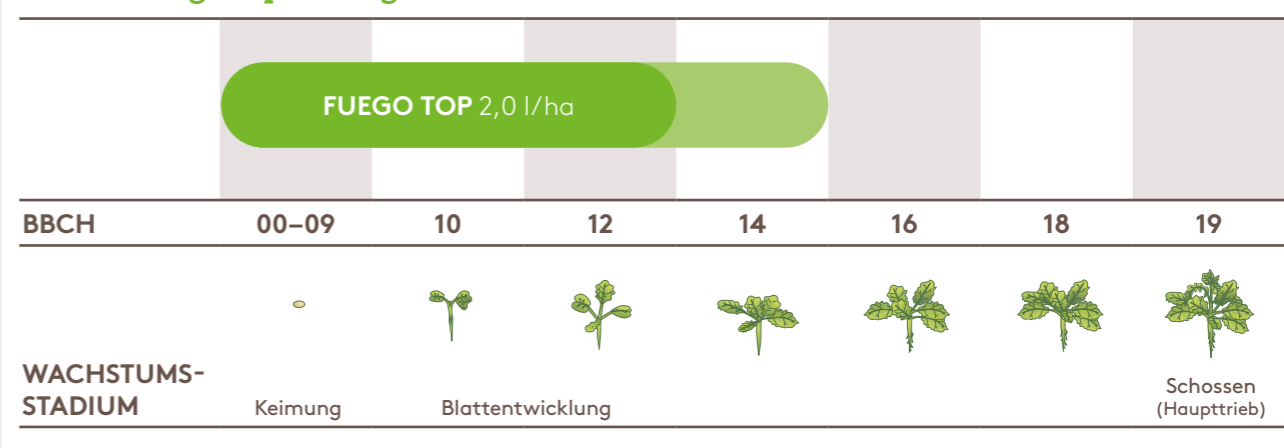 FUEGO TOP 2,0 l/ha
BBCH 00–09 10 12 14 16 18 19
WACHSTUMS-
STADIUM
Keimung
Blattentwicklung
Schossen
(Haupttrieb)